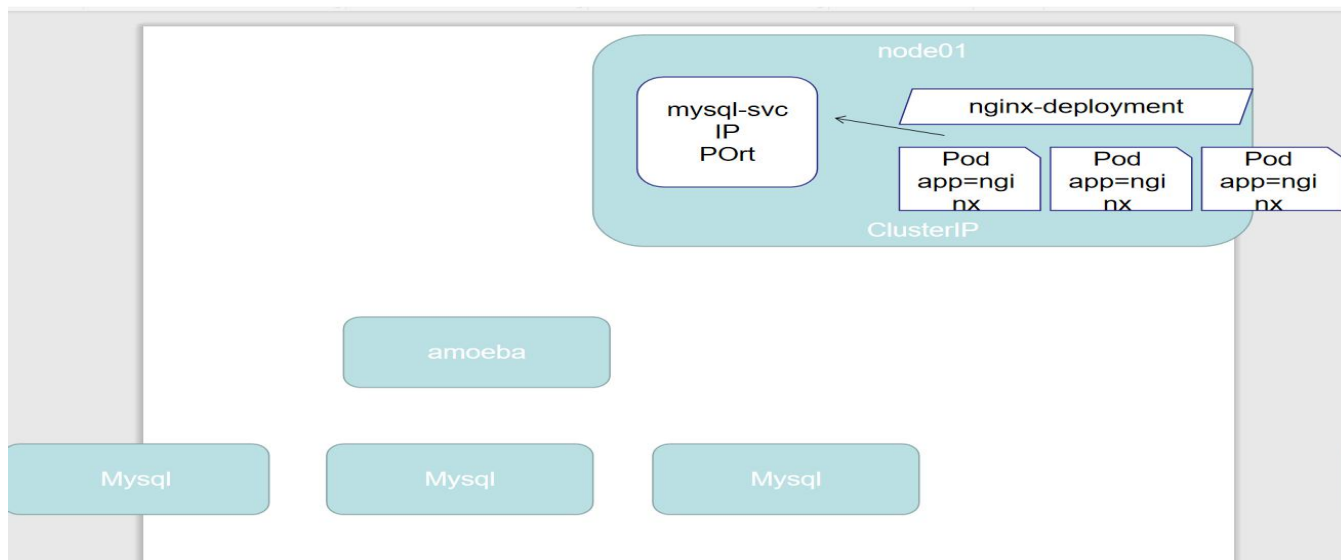 node01
mysql-svc
IP
POrt
nginx-deployment
Pod
app=ngi
nx
Pod
app=ngi
nx
Pod
app=ngi
nx
ClusterIP
amoeba
Mysql
Mysql
Mysql